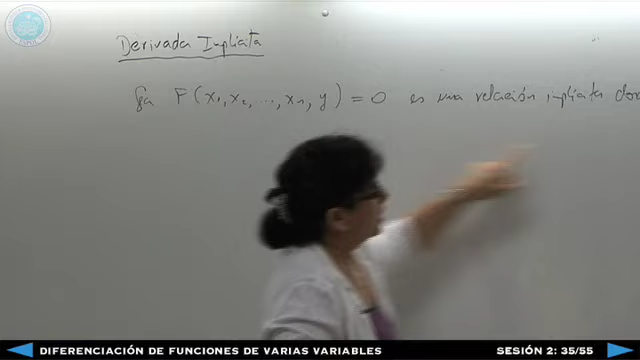 Derivada Implícita
Sea F(x₁, x₂, ..., xₙ, y) = 0 es una relación implícita
DIFERENCIACIÓN DE FUNCIONES DE VARIAS VARIABLES
SESIÓN 2: 35/55